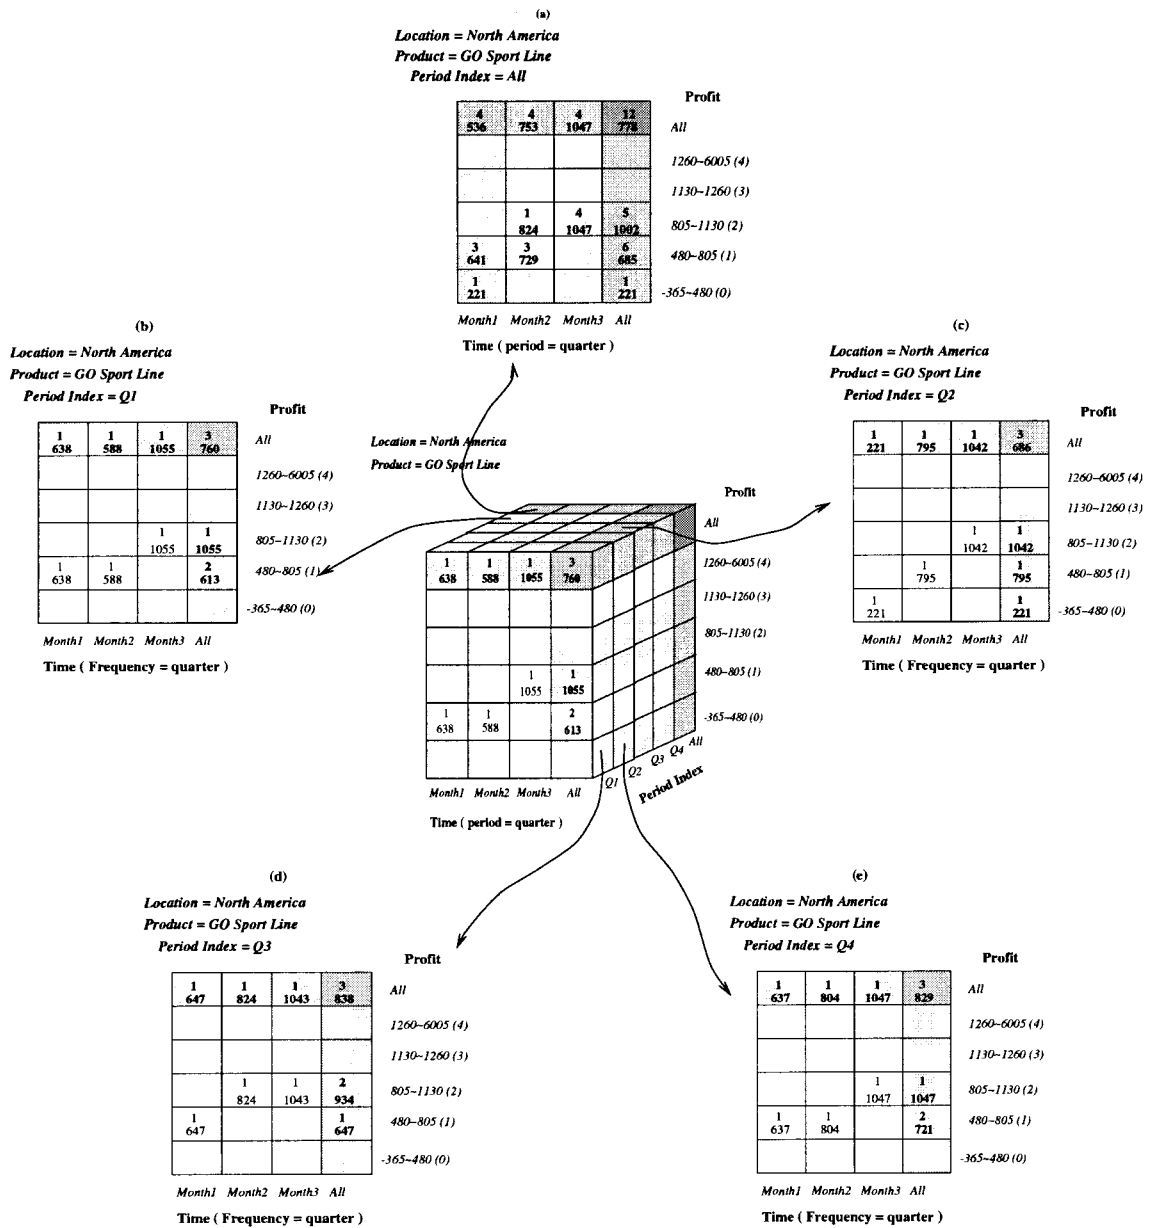 (a)
Location = North America
Product = GO Sport Line
Period Index = All
Profit
4 4 4 12
536 753 1047 778
All
1260~6005 (4)
1130~1260 (3)
1 4 5
824 1047 1002
805~1130 (2)
3 3 6
641 729 685
480~805 (1)
1 1
221 221
-365~480 (0)
Month1 Month2 Month3 All
Time ( period = quarter )
(b)
Location = North America
Product = GO Sport Line
Period Index = Q1
Profit
1 1 1 3
638 588 1055 760
All
1260~6005 (4)
1130~1260 (3)
1 1
1055 1055
805~1130 (2)
1 1 2
638 588 613
480~805 (1)
-365~480 (0)
Month1 Month2 Month3 All
Time ( Frequency = quarter )
(c)
Location = North America
Product = GO Sport Line
Period Index = Q2
Profit
1 1 1 3
221 795 1042 686
All
1260~6005 (4)
1130~1260 (3)
1 1
1042 1042
805~1130 (2)
1 1
795 795
480~805 (1)
1 1
221 221
-365~480 (0)
Month1 Month2 Month3 All
Time ( Frequency = quarter )
Location = North America
Product = GO Sport Line
Profit
All
1 1 1 3
638 588 1055 760
1260~6005 (4)
1130~1260 (3)
805~1130 (2)
1 1
1055 1055
480~805 (1)
1 1 2
638 588 613
-365~480 (0)
Q1 Q2 Q3 Q4 All
Period Index
Month1 Month2 Month3 All
Time ( period = quarter )
(d)
Location = North America
Product = GO Sport Line
Period Index = Q3
Profit
1 1 1 3
647 824 1043 838
All
1260~6005 (4)
1130~1260 (3)
1 1 2
824 1043 934
805~1130 (2)
1 1
647 647
480~805 (1)
-365~480 (0)
Month1 Month2 Month3 All
Time ( Frequency = quarter )
(e)
Location = North America
Product = GO Sport Line
Period Index = Q4
Profit
1 1 1 3
637 804 1047 829
All
1260~6005 (4)
1130~1260 (3)
1 1
1047 1047
805~1130 (2)
1 1 2
637 804 721
480~805 (1)
-365~480 (0)
Month1 Month2 Month3 All
Time ( Frequency = quarter )